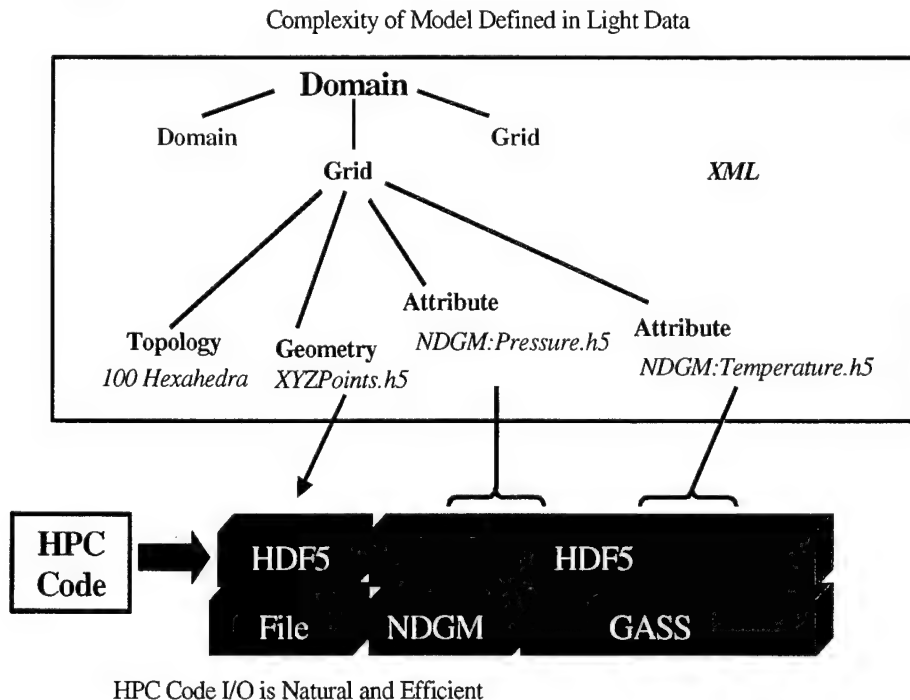 Complexity of Model Defined in Light Data
Domain
Domain
Grid
Grid
XML
Topology
100 Hexahedra
Geometry
XYZPoints.h5
Attribute
NDGM:Pressure.h5
Attribute
NDGM:Temperature.h5
HPC
Code
HDF5
HDF5
File
NDGM
GASS
HPC Code I/O is Natural and Efficient